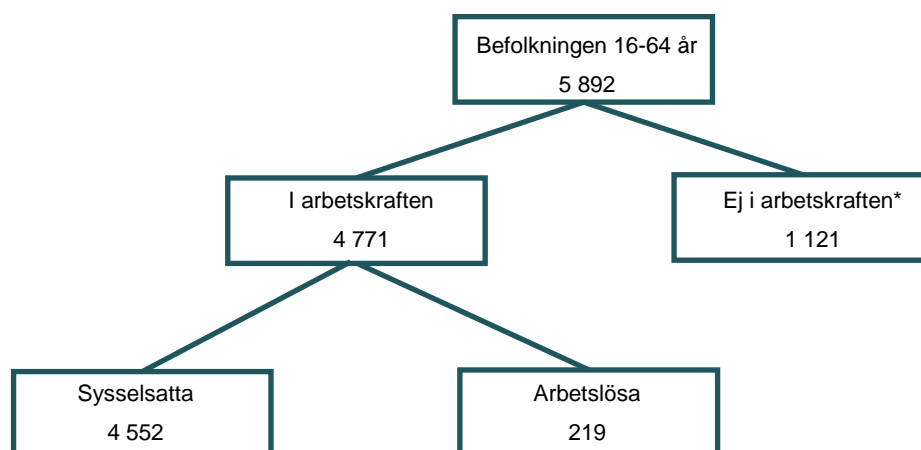 Befolkningen 16-64 år
5 892
I arbetskraften
4 771
Ej i arbetskraften*
1 121
Sysselsatta
4 552
Arbetslösa
219